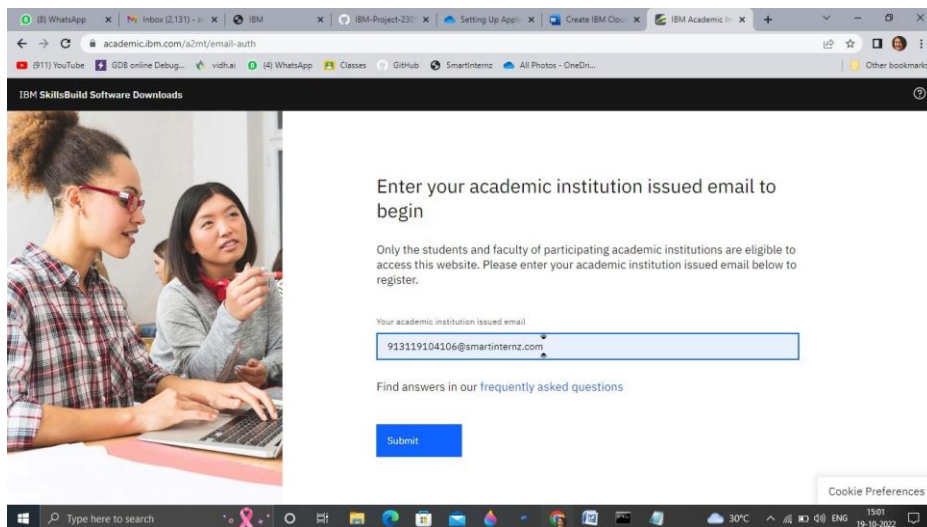 (8) WhatsApp
Inbox (2,131) - s
IBM
IBM-Project-230
Setting Up Appli
Create IBM Clou
IBM Academic In
academic.ibm.com/a2mt/email-auth
(911) YouTube
GDB online Debug...
vidh.ai
(4) WhatsApp
Classes
GitHub
SmartInternz
All Photos - OneDri...
Other bookmarks
IBM SkillsBuild Software Downloads
Enter your academic institution issued email to
begin
Only the students and faculty of participating academic institutions are eligible to
access this website. Please enter your academic institution issued email below to
register.
Your academic institution issued email
913119104106@smartinternz.com
Find answers in our frequently asked questions
Submit
Cookie Preferences
Type here to search
30°C
ENG
15:01
19-10-2022